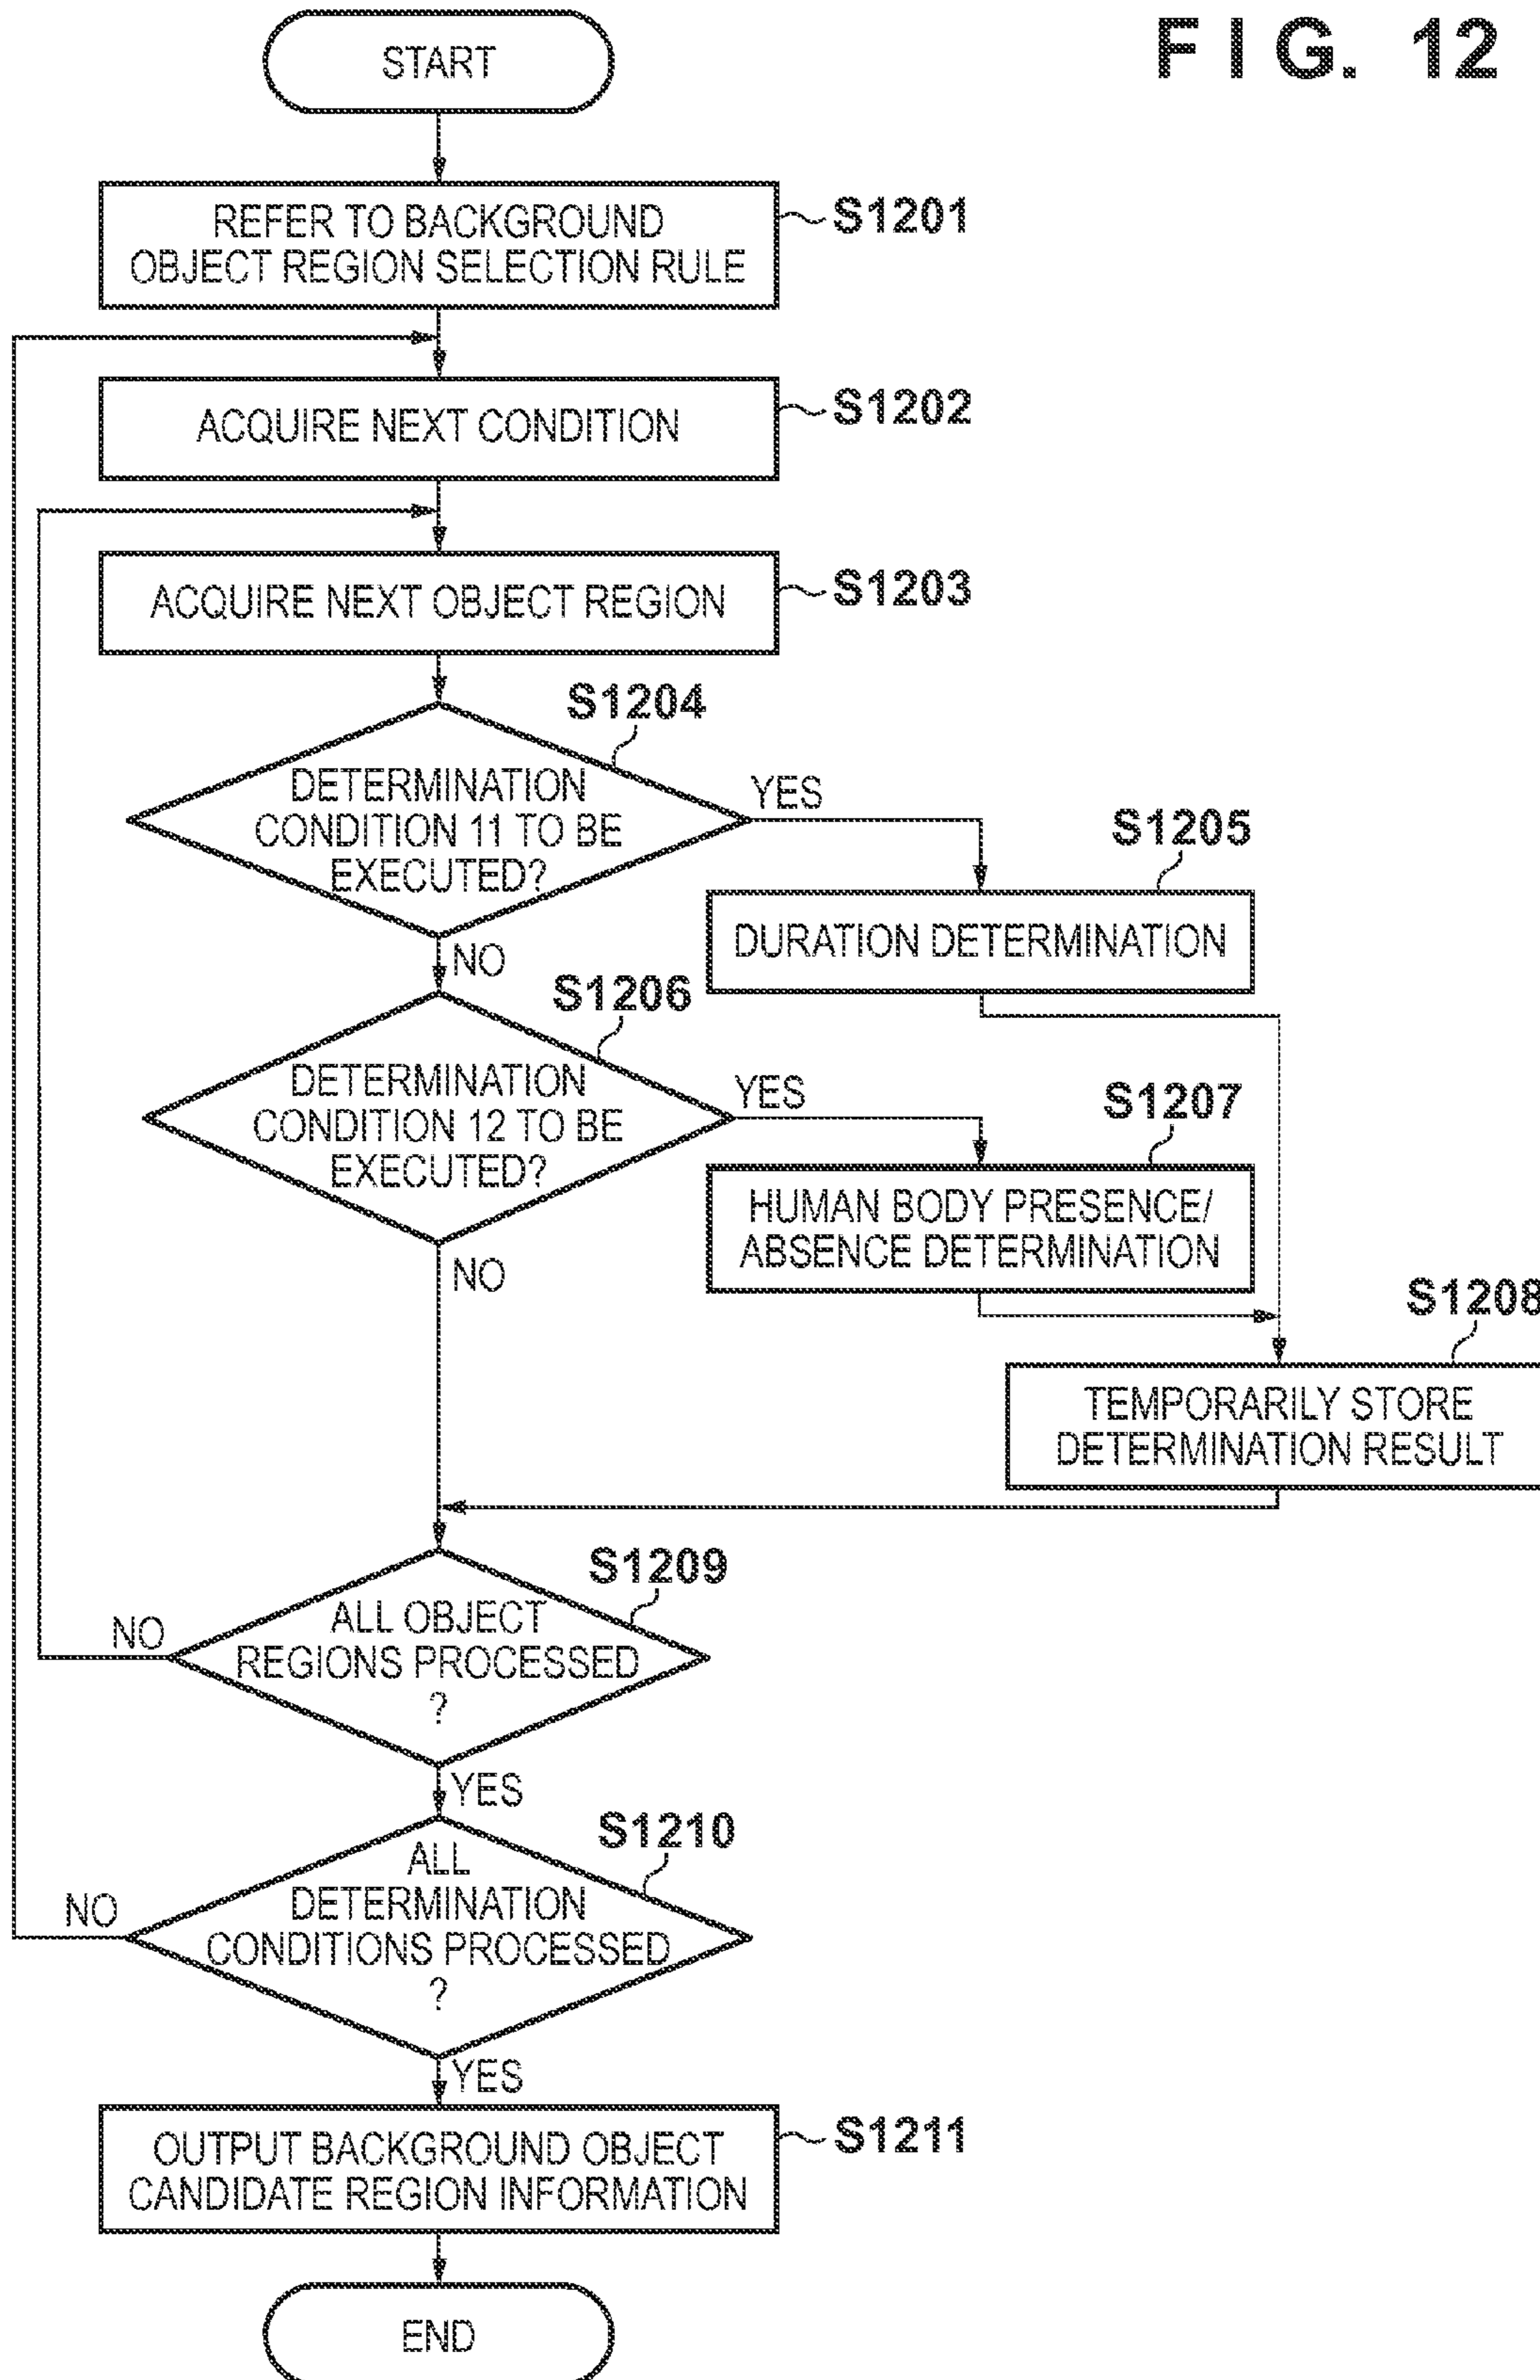 FIG. 12
START
REFER TO BACKGROUND
OBJECT REGION SELECTION RULE
S1201
ACQUIRE NEXT CONDITION
S1202
ACQUIRE NEXT OBJECT REGION
S1203
S1204
DETERMINATION
CONDITION 11 TO BE
EXECUTED?
YES
NO
S1205
DURATION DETERMINATION
S1206
DETERMINATION
CONDITION 12 TO BE
EXECUTED?
YES
NO
S1207
HUMAN BODY PRESENCE/
ABSENCE DETERMINATION
S1208
TEMPORARILY STORE
DETERMINATION RESULT
S1209
ALL OBJECT
REGIONS PROCESSED
?
NO
YES
S1210
ALL
DETERMINATION
CONDITIONS PROCESSED
?
NO
YES
OUTPUT BACKGROUND OBJECT
CANDIDATE REGION INFORMATION
S1211
END